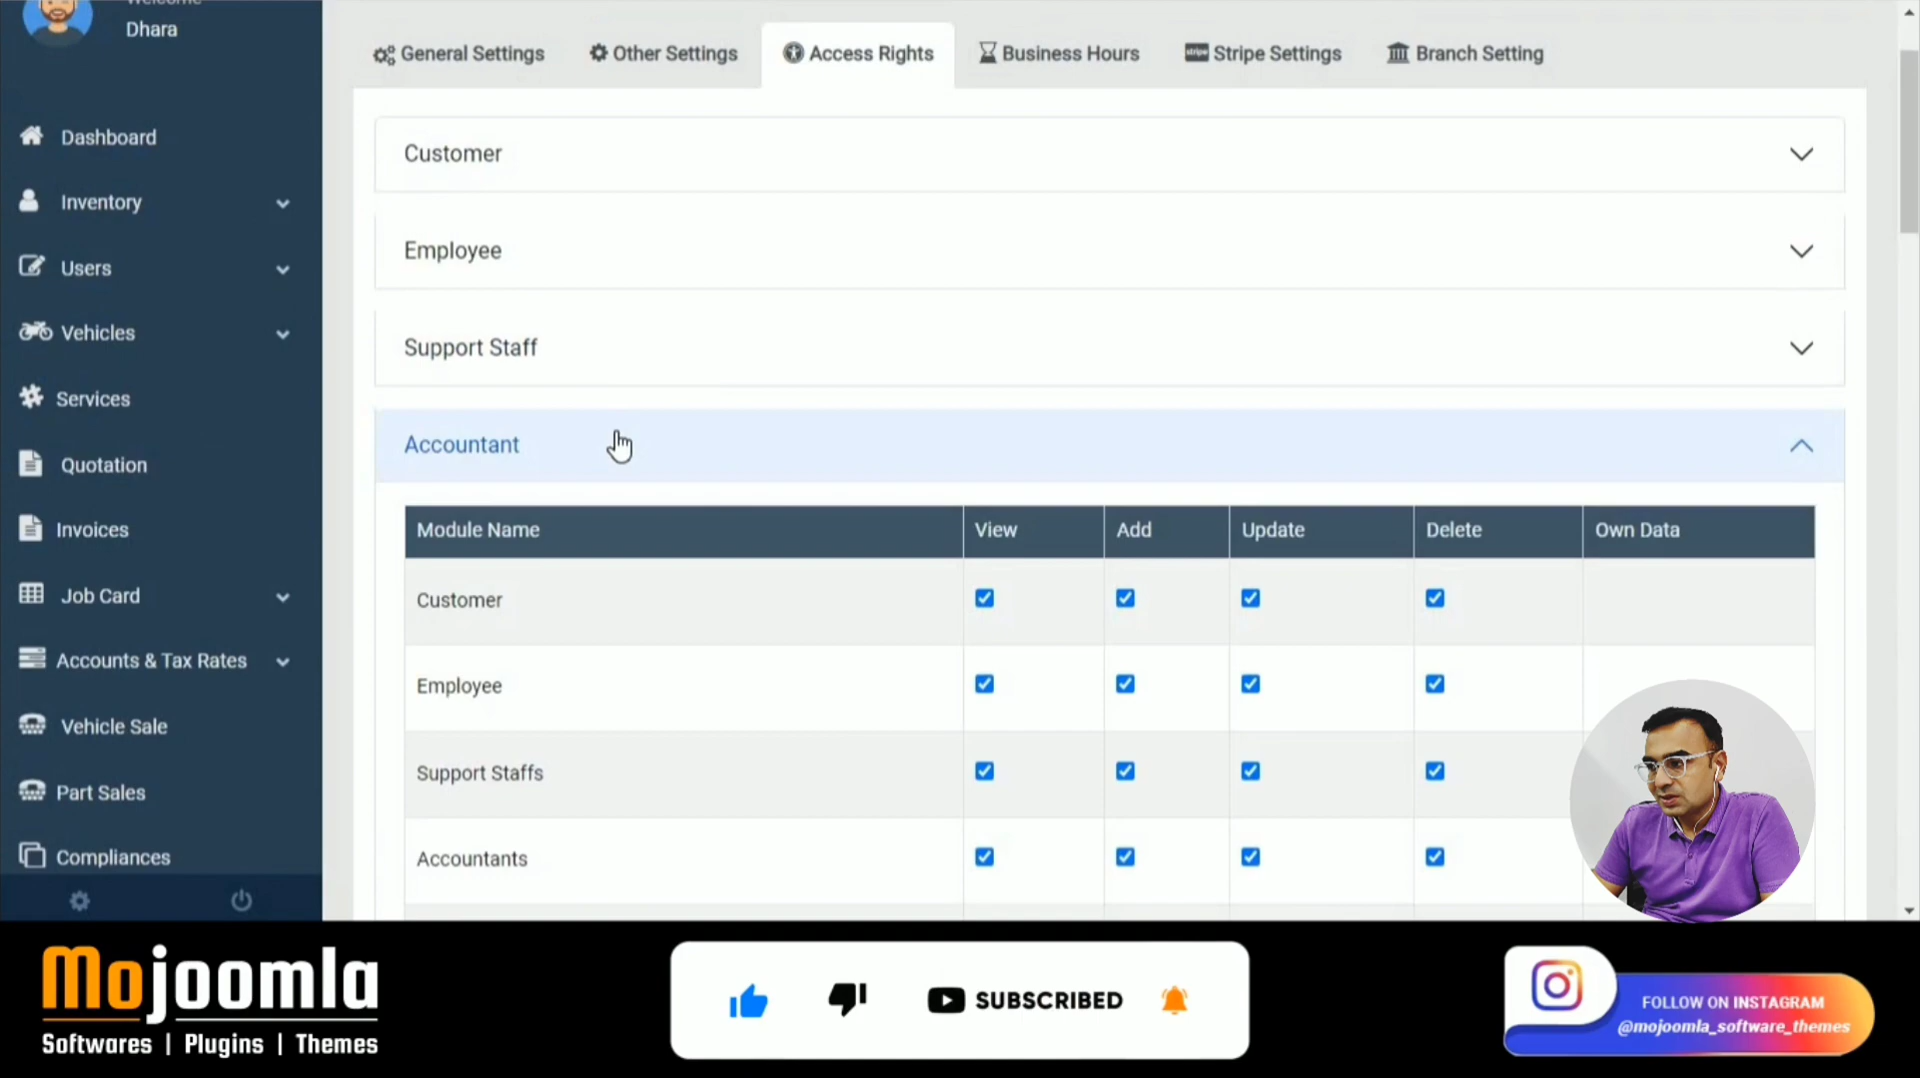 Welcome
Dhara
Dashboard
Inventory
Users
Vehicles
Services
Quotation
Invoices
Job Card
Accounts & Tax Rates
Vehicle Sale
Part Sales
Compliances
General Settings
Other Settings
Access Rights
Business Hours
stripe Stripe Settings
Branch Setting
Customer
Employee
Support Staff
Accountant
Module Name View Add Update Delete Own Data
Customer
Employee
Support Staffs
Accountants
Mojoomla
Softwares | Plugins | Themes
SUBSCRIBED
FOLLOW ON INSTAGRAM
@mojoomla_software_themes